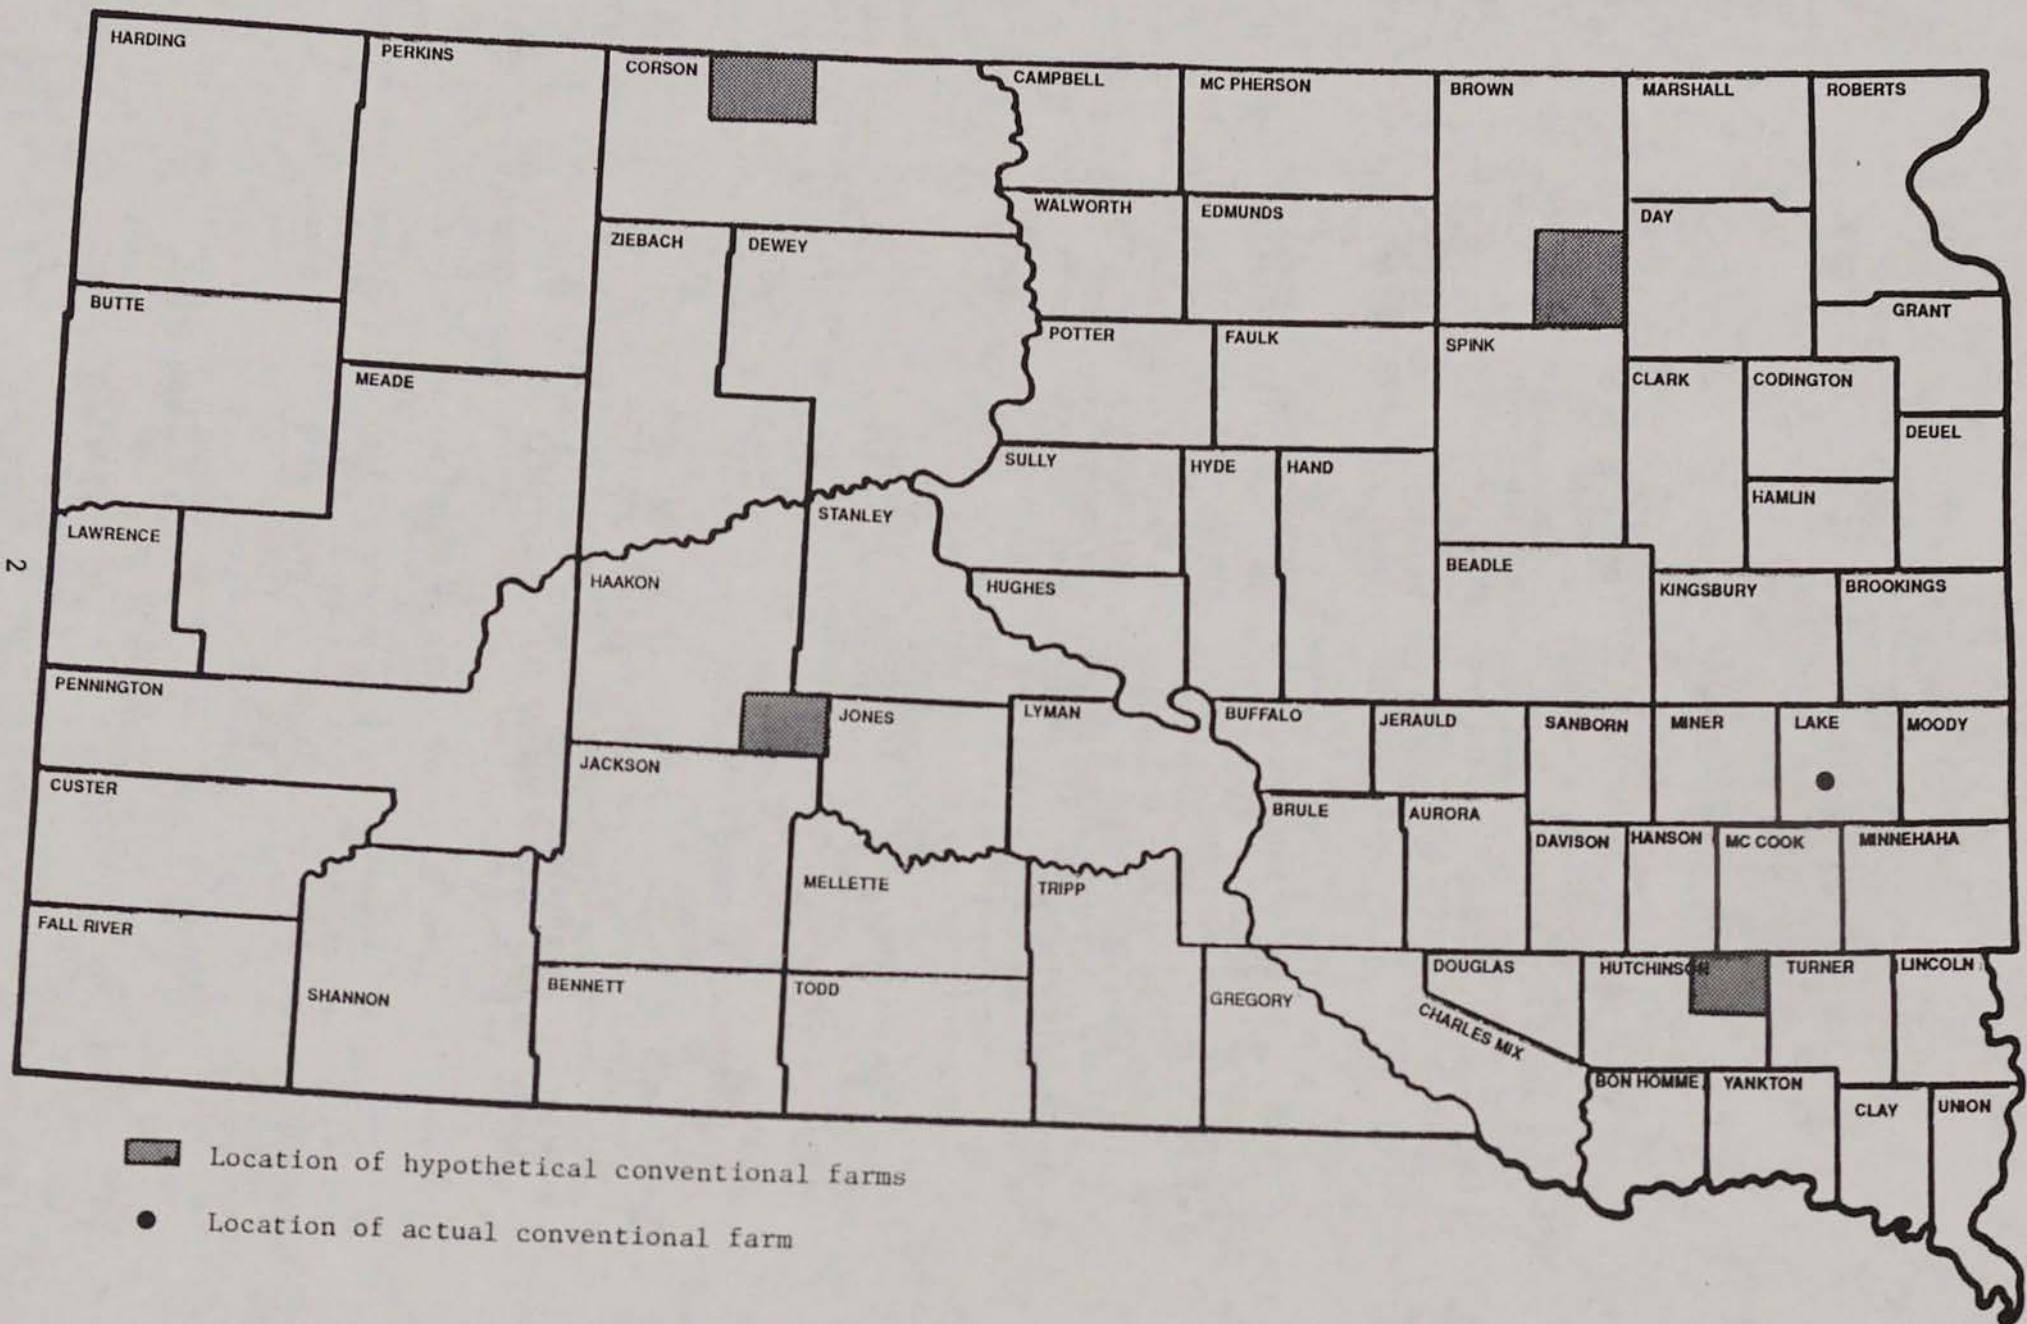 HARDING
PERKINS
CORSON
CAMPBELL
MC PHERSON
BROWN
MARSHALL
ROBERTS
WALWORTH
EDMUNDS
DAY
ZIEBACH
DEWEY
BUTTE
GRANT
POTTER
FAULK
SPINK
MEADE
CLARK
CODINGTON
DEUEL
SULLY
HYDE
HAND
HAMLIN
LAWRENCE
STANLEY
2
HAAKON
HUGHES
BEADLE
KINGSBURY
BROOKINGS
PENNINGTON
JONES
LYMAN
BUFFALO
JERAULD
SANBORN
MINER
LAKE
MOODY
JACKSON
CUSTER
BRULE
AURORA
DAVISON
HANSON
MC COOK
MINNEHAHA
MELLETTE
TRIPP
FALL RIVER
SHANNON
BENNETT
TODD
GREGORY
DOUGLAS
CHARLES MIX
HUTCHINSON
TURNER
LINCOLN
BON HOMME
YANKTON
CLAY
UNION
Location of hypothetical conventional farms
Location of actual conventional farm